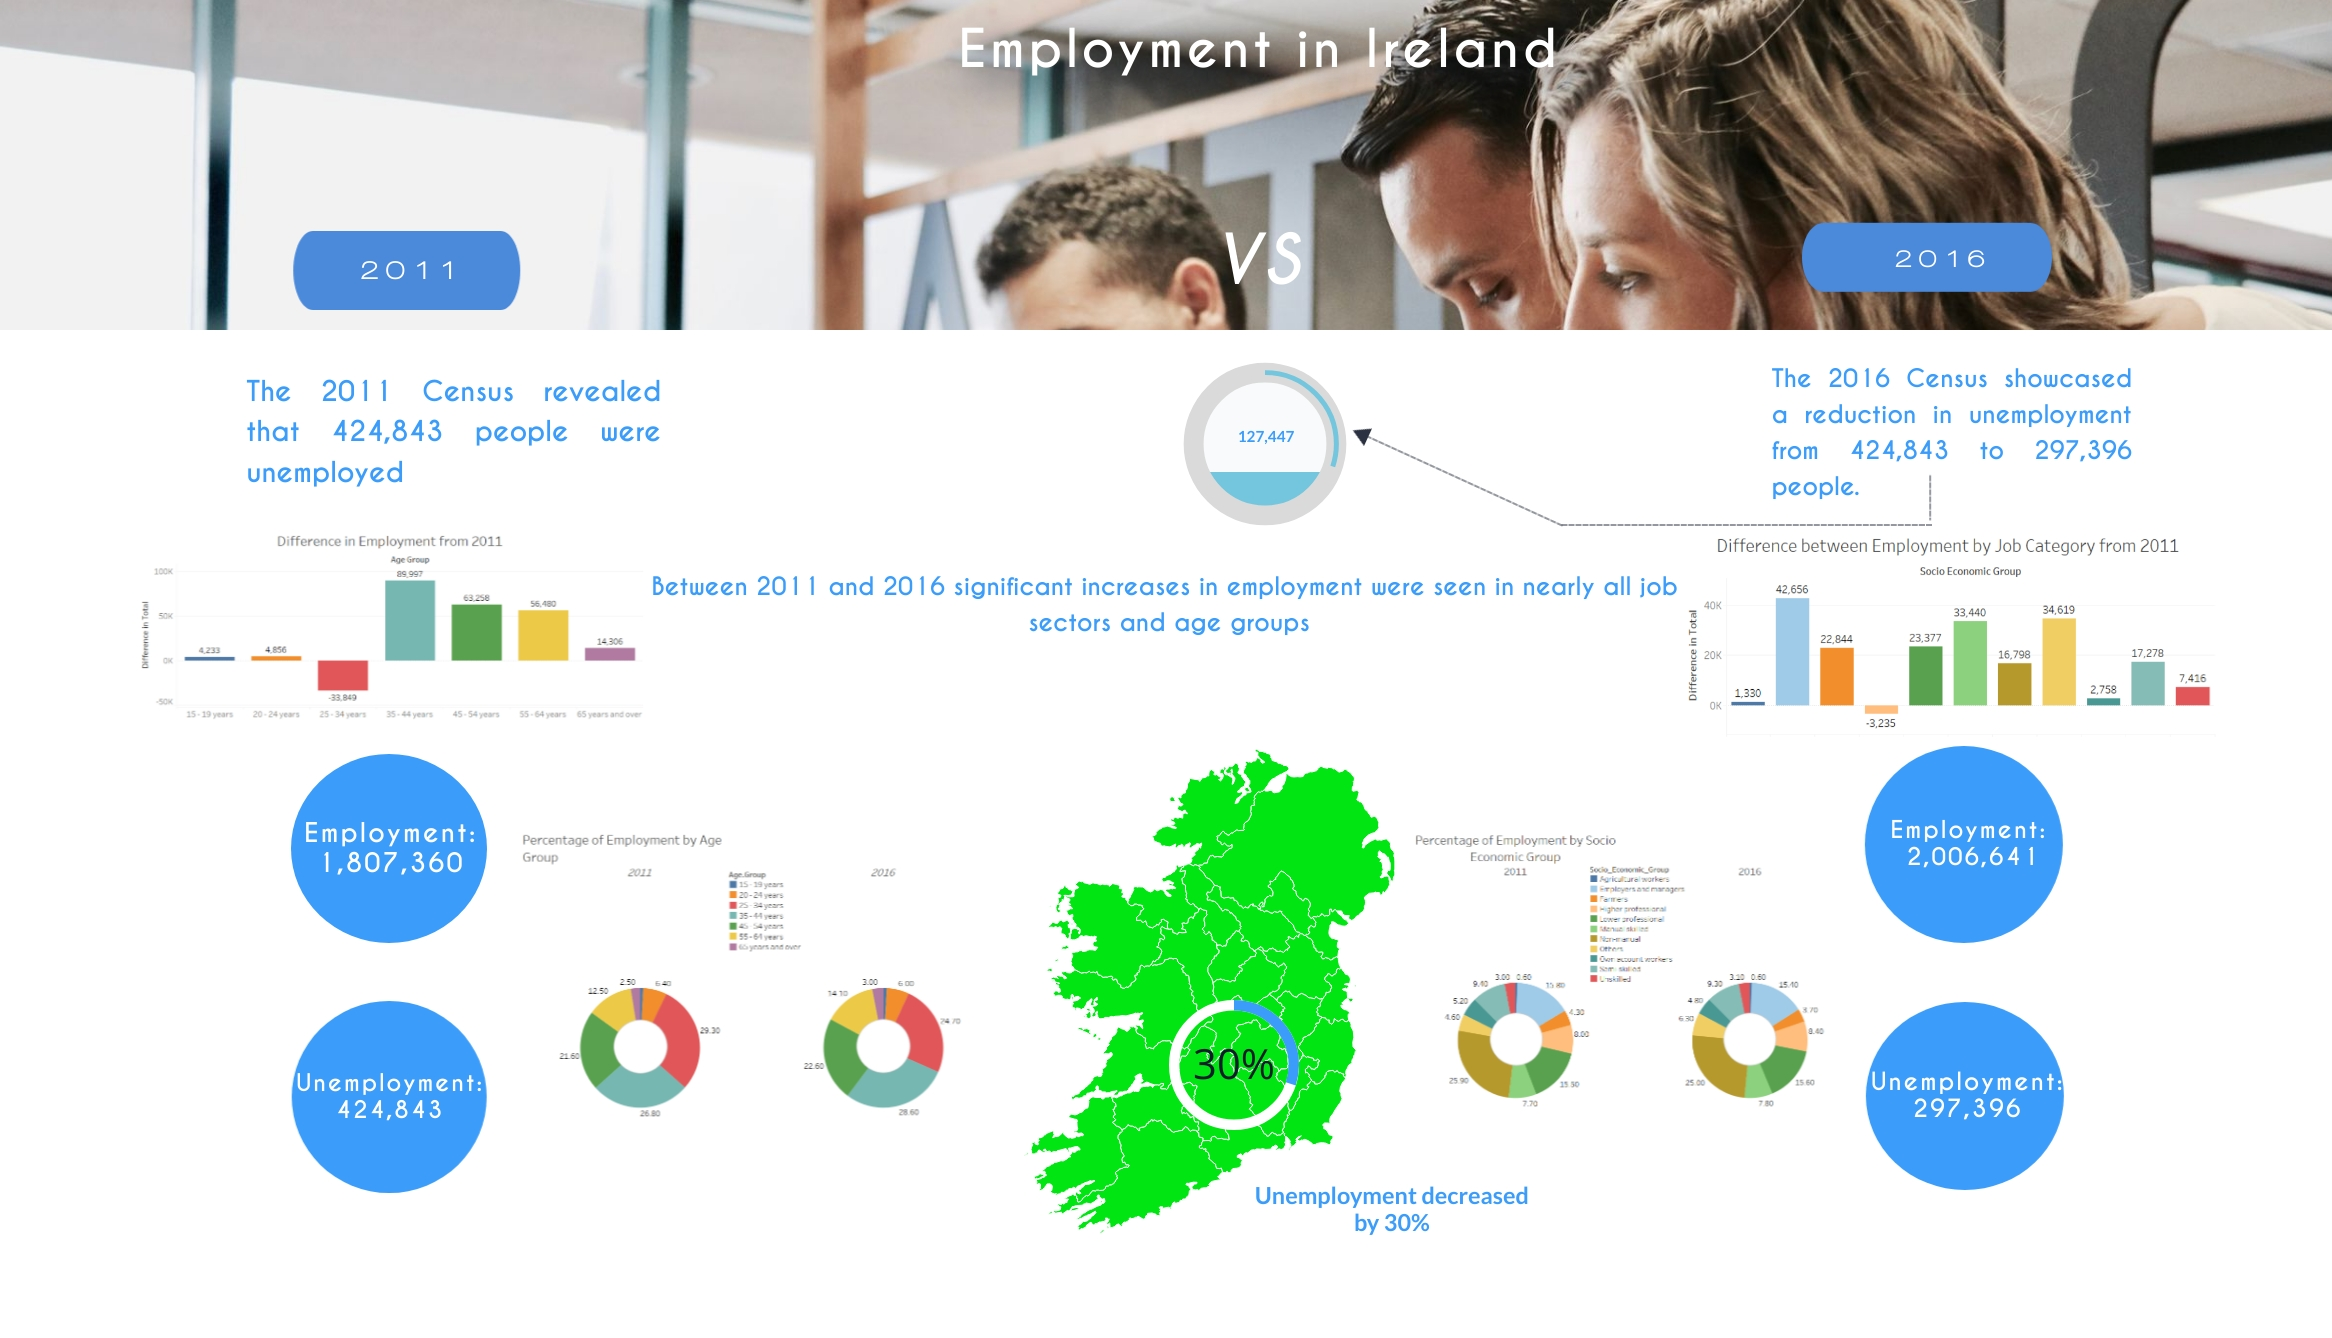 Employment in Ireland
2011
VS
2016
The 2011 Census revealed
that 424,843 people were
unemployed
127,447
The 2016 Census showcased
a reduction in unemployment
from 424,843 to 297,396
people.
Difference in Employment from 2011
Age Group
Difference in Total
100K
50K
0K
-50K
4,233
4,856
-33,849
89,997
63,258
56,480
14,306
15 - 19 years
20 - 24 years
25 - 34 years
35 - 44 years
45 - 54 years
55 - 64 years
65 years and over
Between 2011 and 2016 significant increases in employment were seen in nearly all job
sectors and age groups
Difference between Employment by Job Category from 2011
Socio Economic Group
Difference in Total
40K
20K
0K
1,330
42,656
22,844
-3,235
23,377
33,440
16,798
34,619
2,758
17,278
7,416
Employment:
1,807,360
Unemployment:
424,843
Percentage of Employment by Age
Group
2011
2016
Age.Group
15 - 19 years
20 - 24 years
25 - 34 years
35 - 44 years
45 - 54 years
55 - 64 years
65 years and over
2.50
6.40
12.50
29.30
21.60
26.80
3.00
6.00
14.10
24.70
22.60
28.60
30%
Unemployment decreased
by 30%
Percentage of Employment by Socio
Economic Group
2011
2016
Socio_Economic_Group
Agricultural workers
Employers and managers
Farmers
Higher professional
Lower professional
Manual skilled
Non-manual
Others
Own account workers
Semi- skilled
Unskilled
3.00
0.60
9.40
15.80
5.20
4.30
4.60
8.00
25.90
15.30
7.70
3.10
0.60
9.30
15.40
4.80
3.70
6.30
8.40
25.00
15.60
7.80
Employment:
2,006,641
Unemployment:
297,396